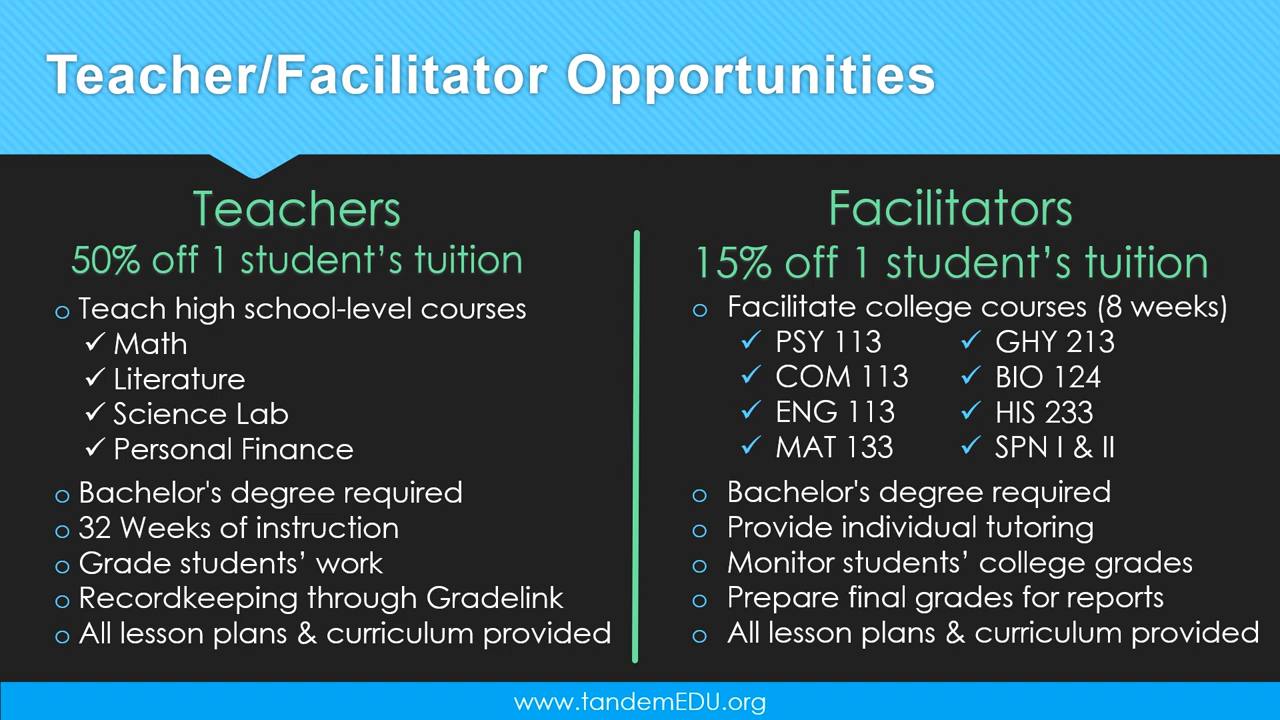 Teacher/Facilitator Opportunities
Teachers
50% off 1 student's tuition
o Teach high school-level courses
✓ Math
✓ Literature
✓ Science Lab
✓ Personal Finance
o Bachelor's degree required
o 32 Weeks of instruction
o Grade students' work
o Recordkeeping through Gradelink
o All lesson plans & curriculum provided
Facilitators
15% off 1 student's tuition
o Facilitate college courses (8 weeks)
✓ PSY 113 ✓ GHY 213
✓ COM 113 ✓ BIO 124
✓ ENG 113 ✓ HIS 233
✓ MAT 133 ✓ SPN I & II
o Bachelor's degree required
o Provide individual tutoring
o Monitor students' college grades
o Prepare final grades for reports
o All lesson plans & curriculum provided
www.tandemEDU.org